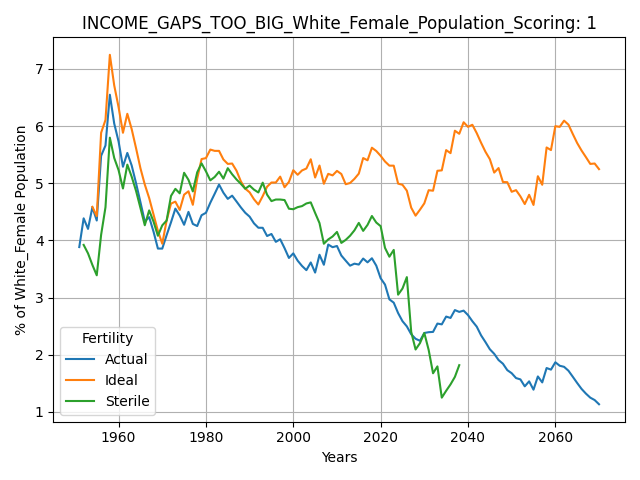 INCOME_GAPS_TOO_BIG_White_Female_Population_Scoring: 1
% of White_Female Population
7
6
5
4
3
2
1
Fertility
Actual
Ideal
Sterile
1960 1980 2000 2020 2040 2060
Years